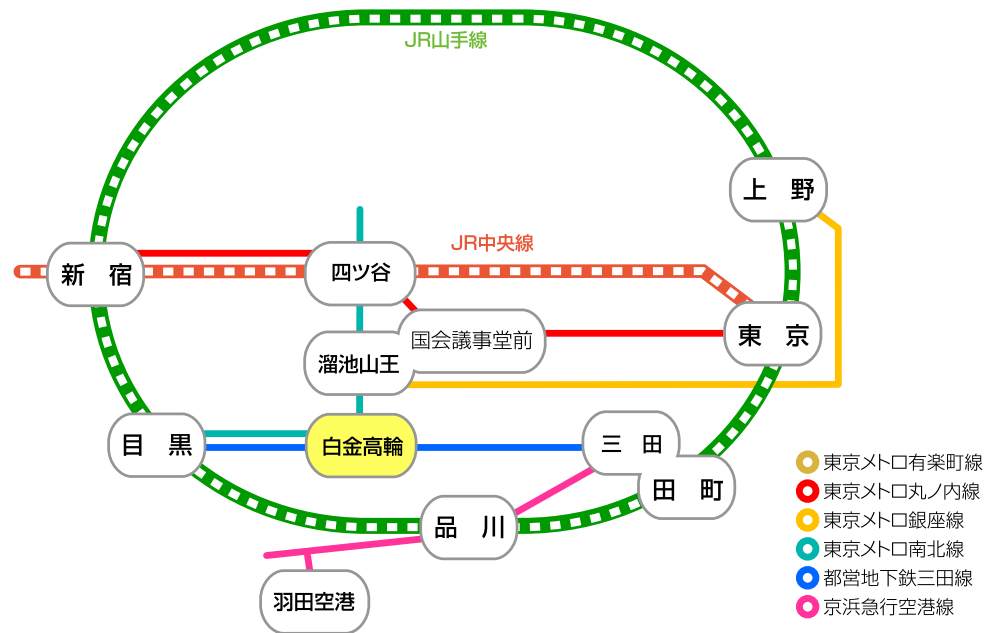 JR山手線
上 野
JR中央線
新 宿
四ツ谷
国会議事堂前
東 京
溜池山王
目 黒
白金高輪
三 田
田 町
品 川
羽田空港
東京メトロ有楽町線
東京メトロ丸ノ内線
東京メトロ銀座線
東京メトロ南北線
都営地下鉄三田線
京浜急行空港線